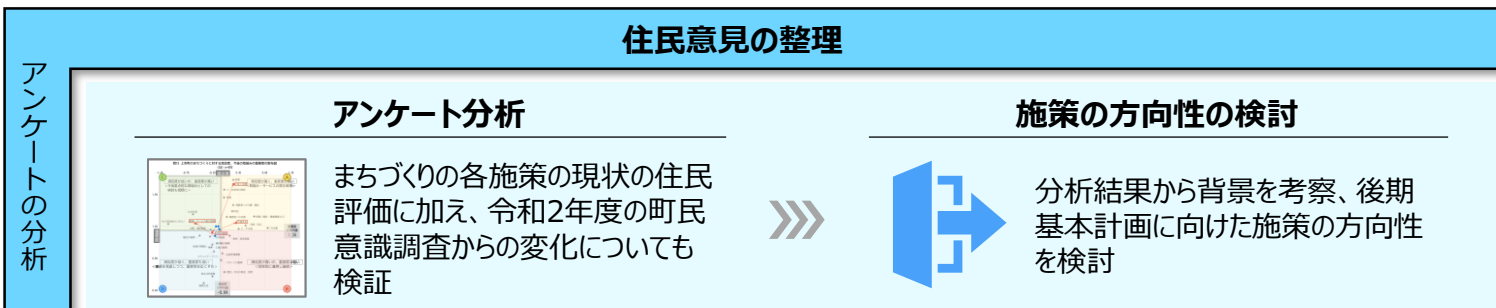 住民意見の整理
アンケートの分析
アンケート分析
まちづくりの各施策の現状の住民
評価に加え、令和2年度の町民
意識調査からの変化についても
検証
施策の方向性の検討
分析結果から背景を考察、後期
基本計画に向けた施策の方向性
を検討